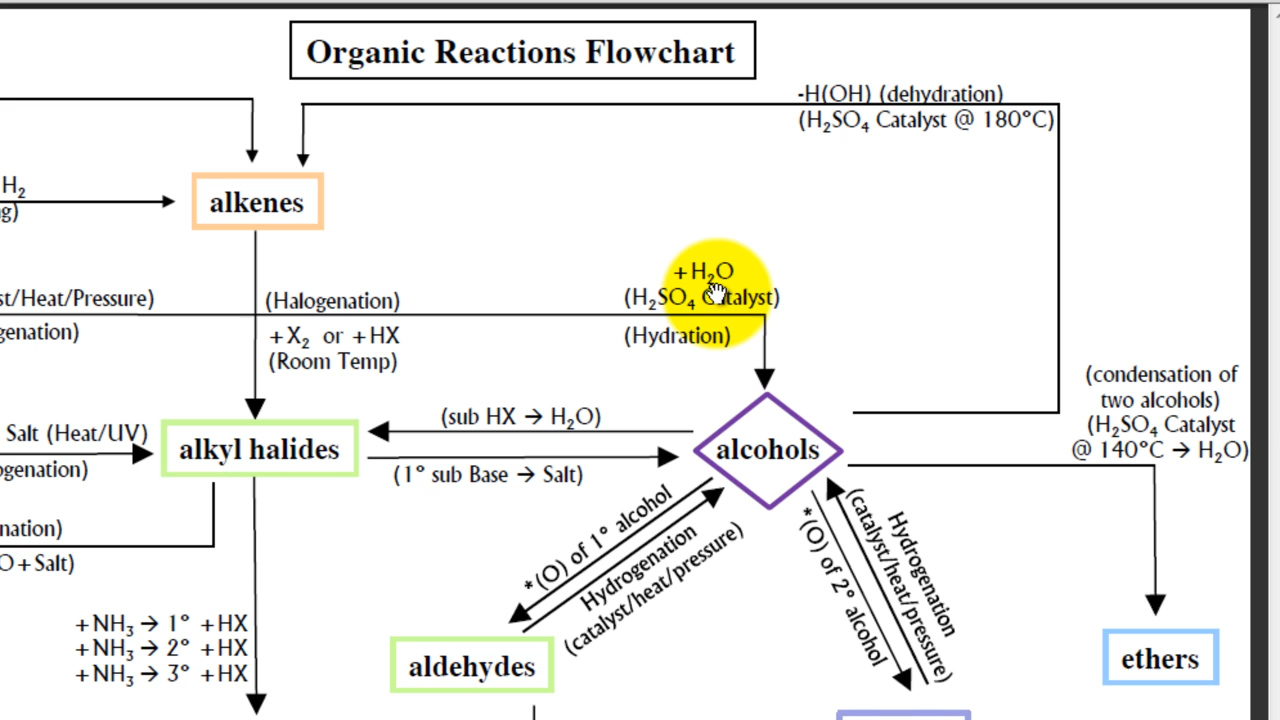 Organic Reactions Flowchart
-H(OH) (dehydration)
(H₂SO₄ Catalyst @ 180°C)
H₂
alkenes
+H₂O
(H₂SO₄ Catalyst)
(Hydration)
st/Heat/Pressure)
genation)
(Halogenation)
+X₂ or +HX
(Room Temp)
(condensation of
two alcohols)
(H₂SO₄ Catalyst
@ 140°C → H₂O)
Salt (Heat/UV)
ogenation)
alkyl halides
(sub HX → H₂O)
(1° sub Base → Salt)
alcohols
nation)
O+Salt)
*(O) of 1° alcohol
Hydrogenation
(catalyst/heat/pressure)
*(O) of 2° alcohol
Hydrogenation
(catalyst/heat/pressure)
+NH₃→ 1° +HX
+NH₃→ 2° +HX
+NH₃→ 3° +HX
aldehydes
ethers